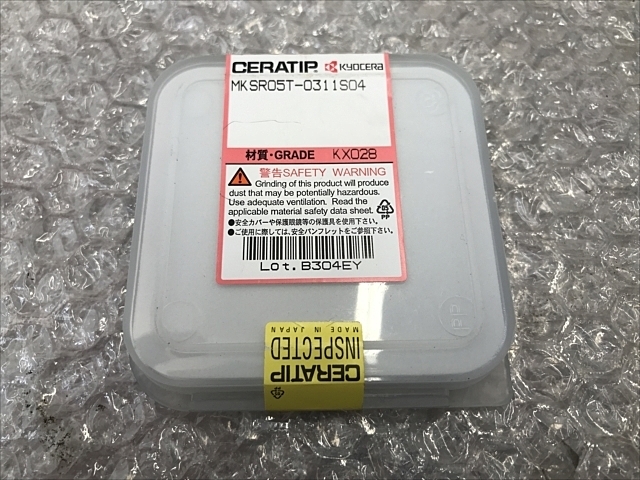 CERATIP KYOCERA
MKSR05T-0311S04
材質・GRADE KX028
警告SAFETY WARNING
Grinding of this product will produce
dust that may be potentially hazardous.
Use adequate ventilation. Read the
applicable material safety data sheet.
●安全カバーや保護眼鏡等の保護具を使用下さい。
●ご使用に際しては、安全パンフレットをご参照下さい。
PP
Lot.B304EY
CERATIP
INSPECTED
MADE IN JAPAN
PP